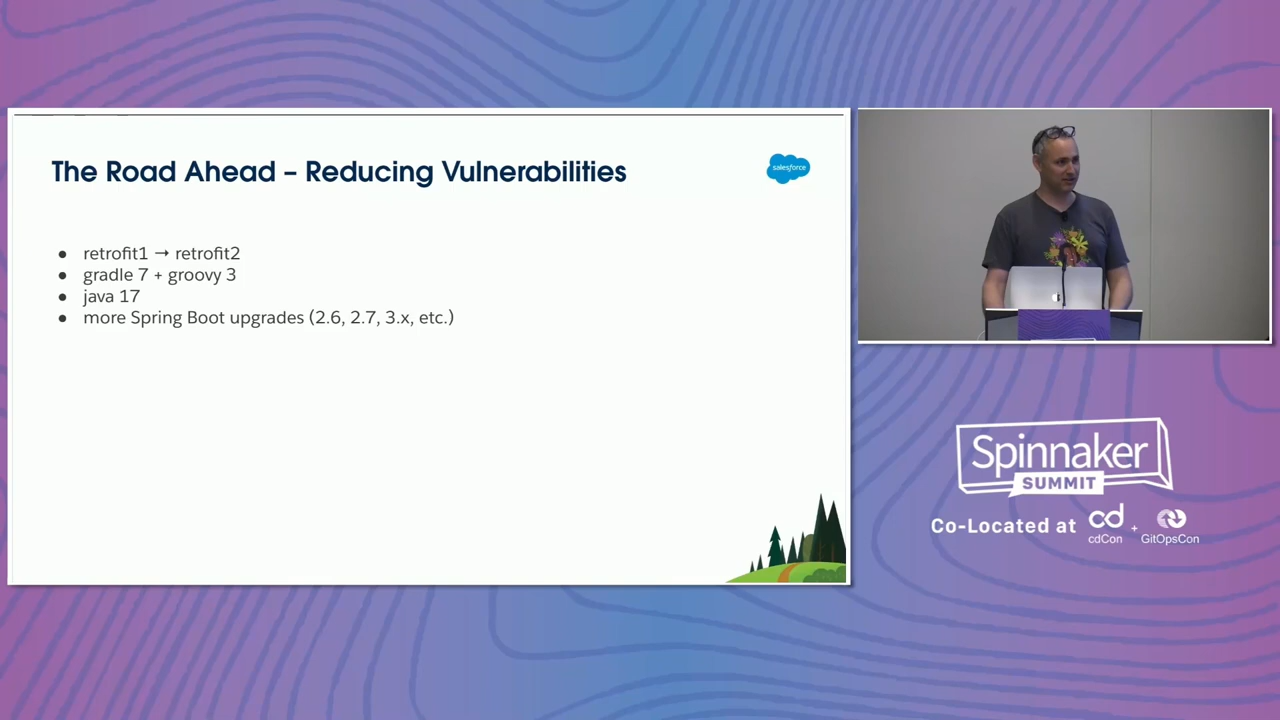 The Road Ahead – Reducing Vulnerabilities
salesforce
● retrofit1 → retrofit2
● gradle 7 + groovy 3
● java 17
● more Spring Boot upgrades (2.6, 2.7, 3.x, etc.)
Spinnaker
SUMMIT
Co-Located at
cd
cdCon
+
GitOpsCon